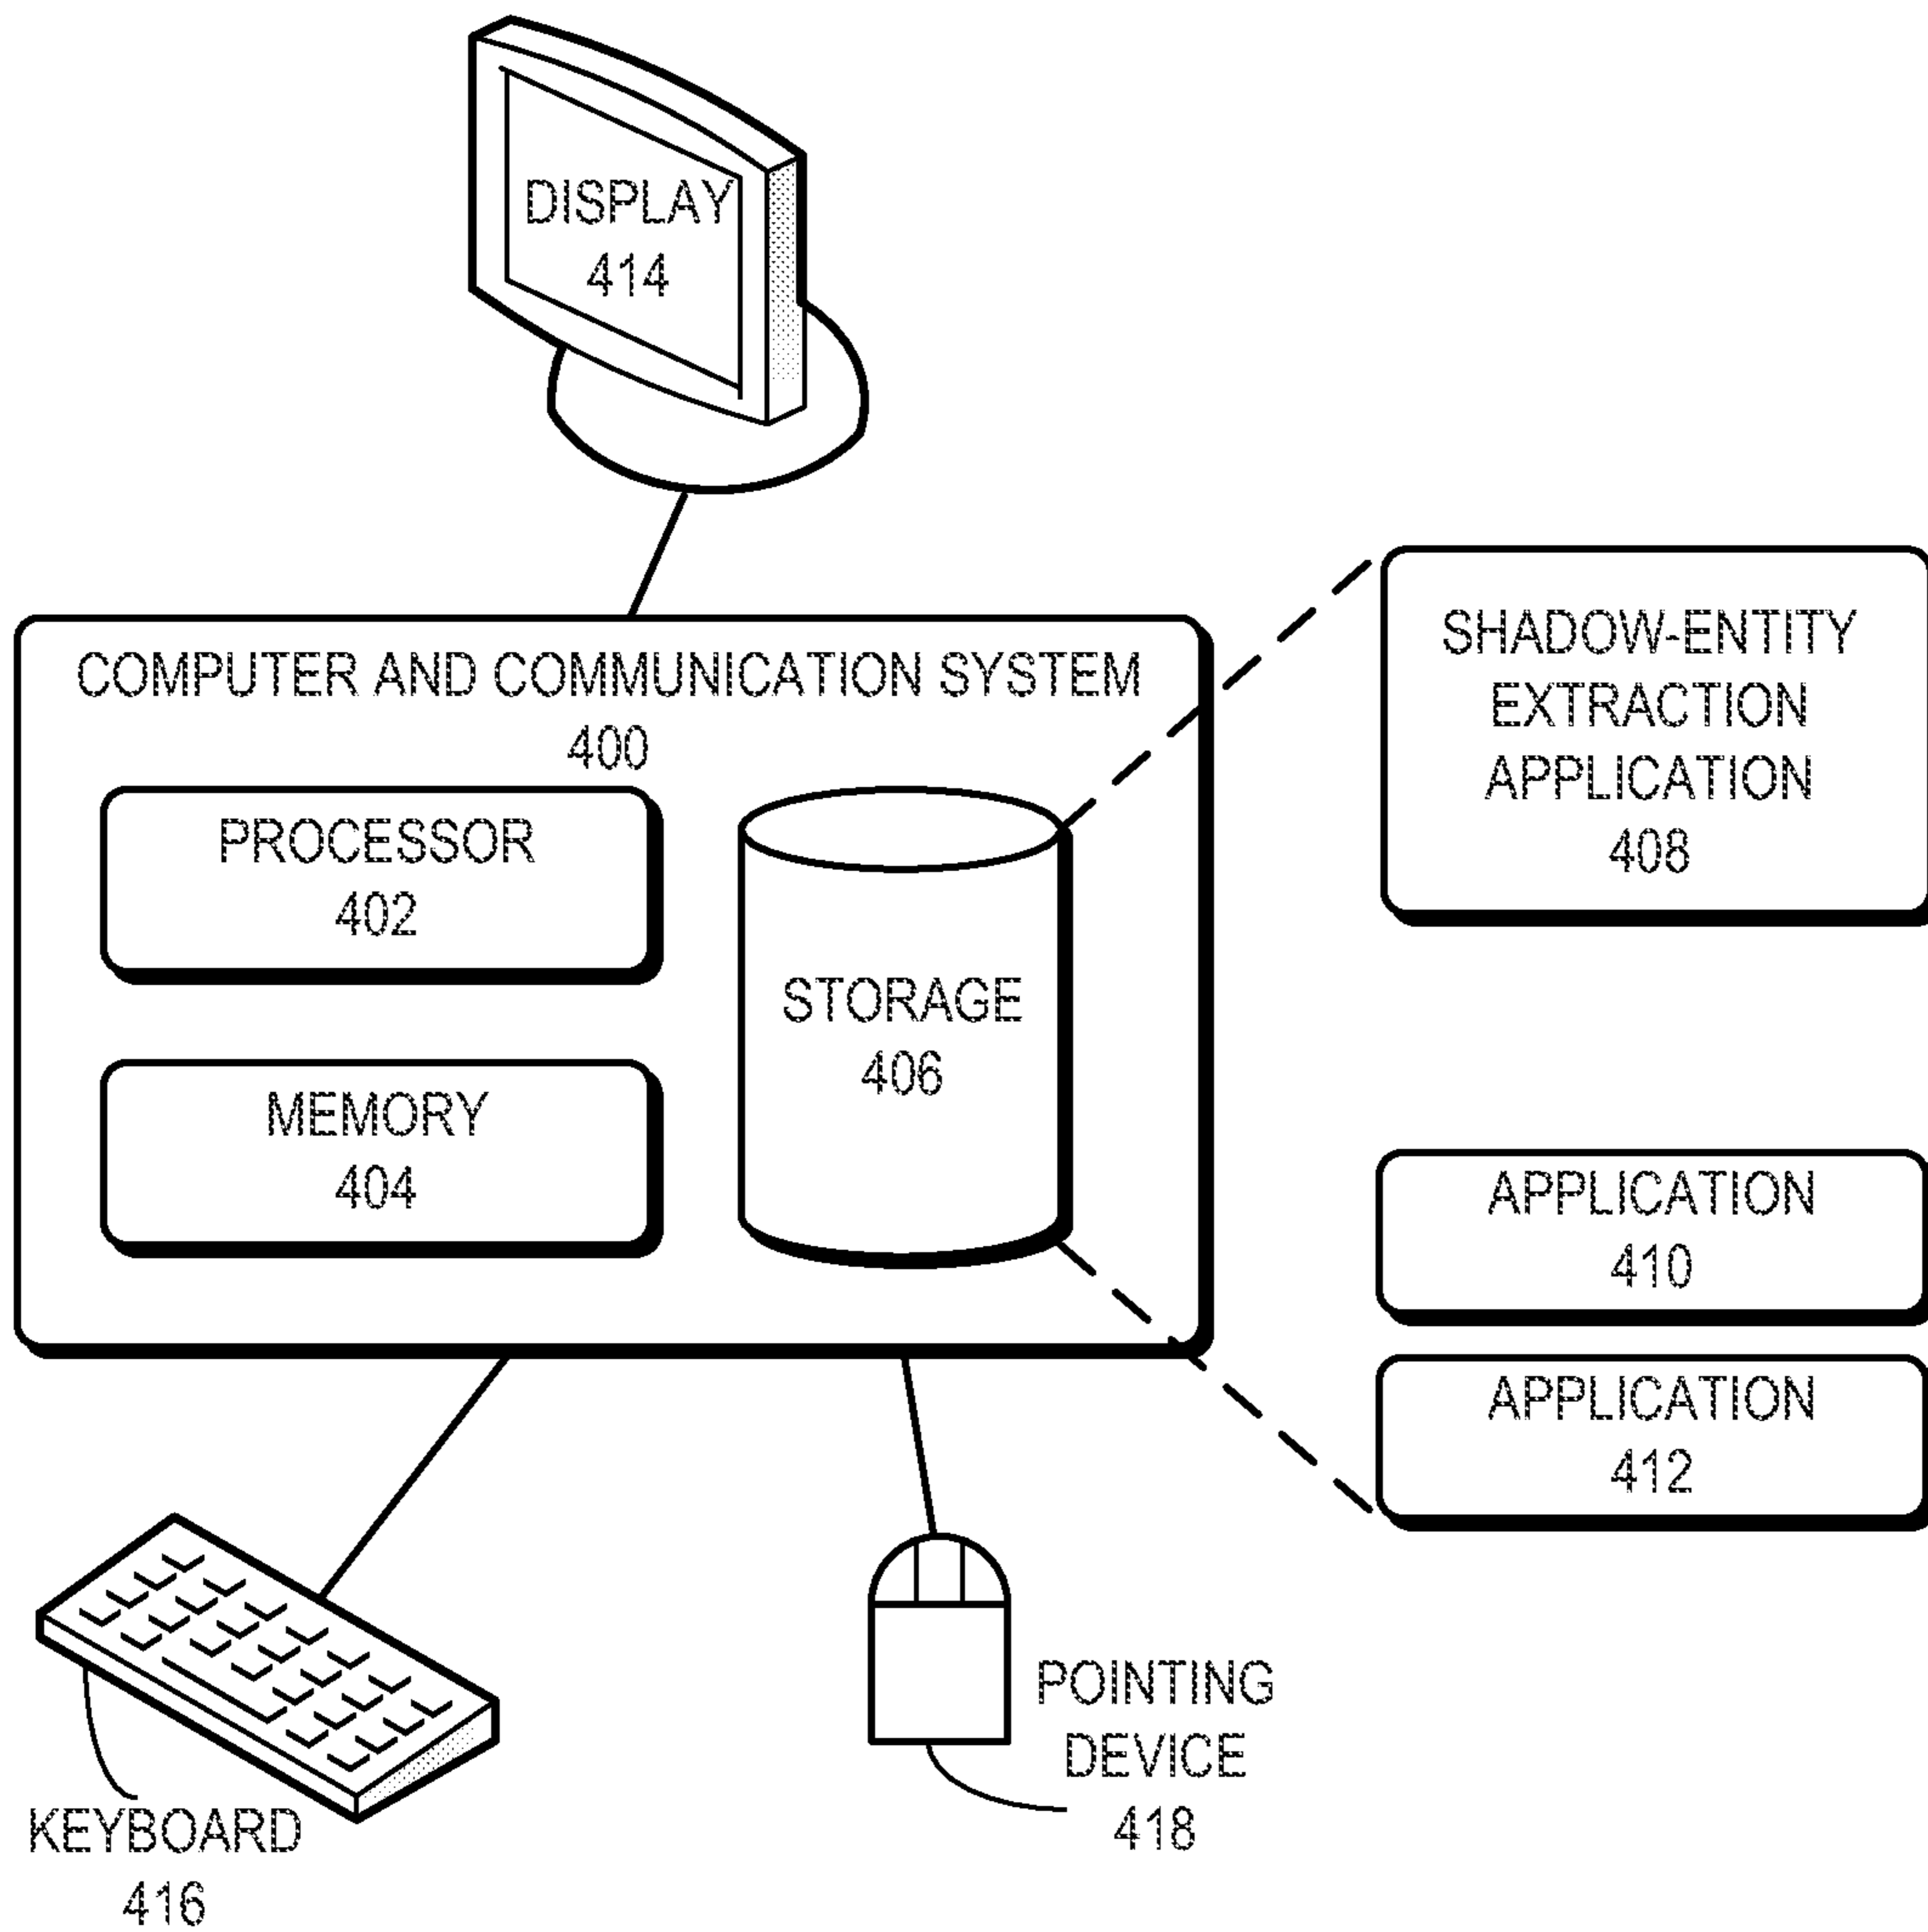 DISPLAY
414
COMPUTER AND COMMUNICATION SYSTEM
400
PROCESSOR
402
MEMORY
404
STORAGE
406
SHADOW-ENTITY
EXTRACTION
APPLICATION
408
APPLICATION
410
APPLICATION
412
KEYBOARD
416
POINTING
DEVICE
418